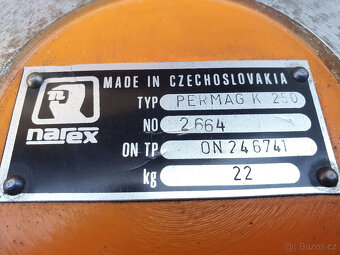 MADE IN CZECHOSLOVAKIA
TYP PERMAG K 250
NO 2664
narex
ON TP ON 246741
kg 22
Bazos.cz